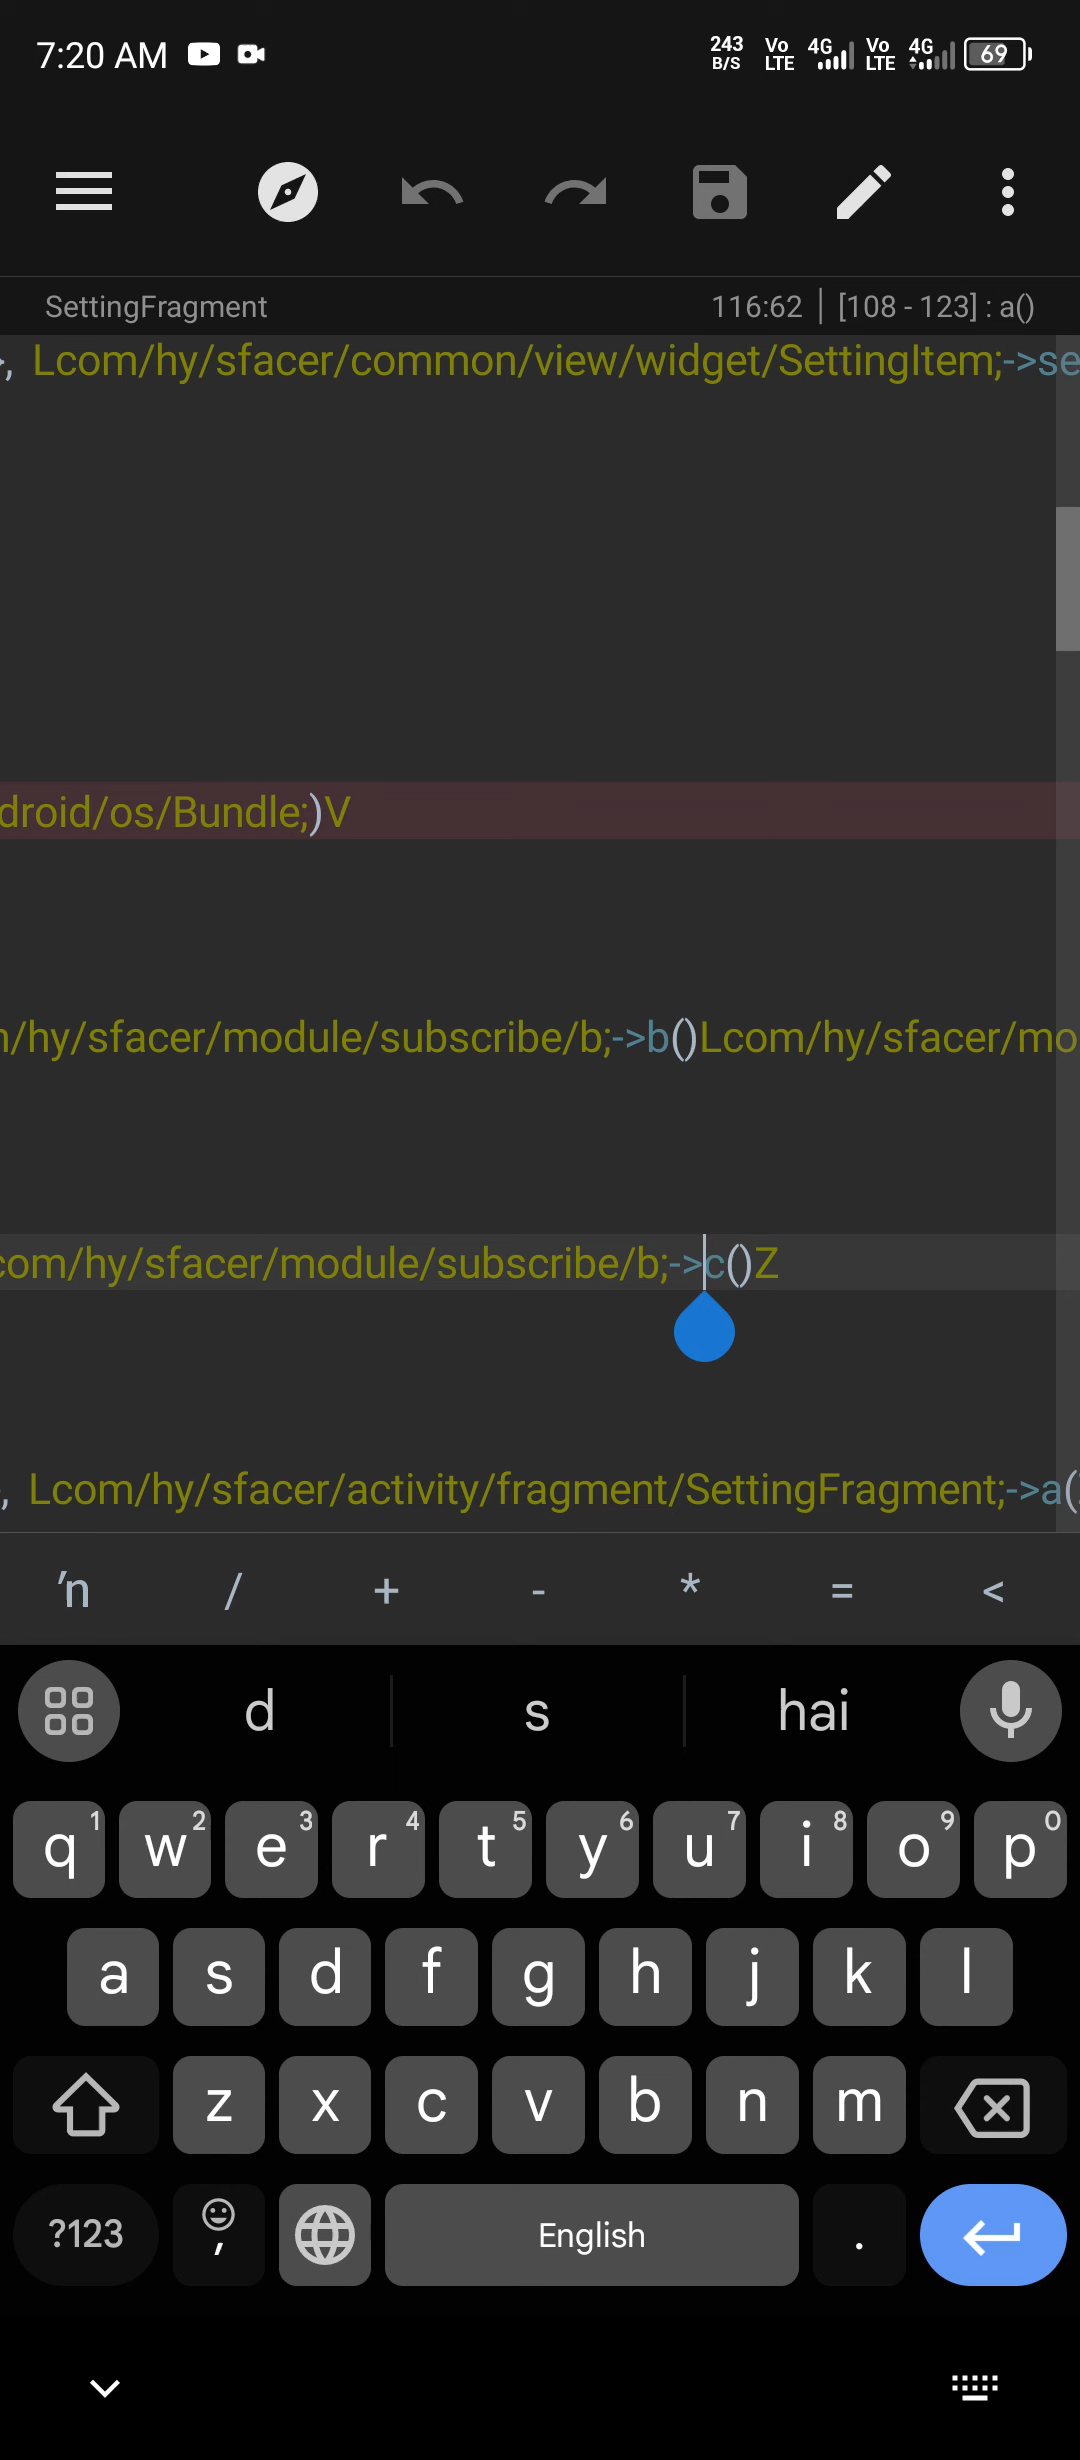 7:20 AM 243 B/S Vo LTE 4G Vo LTE 4G 69
SettingFragment 116:62 | [108 - 123] : a()
, Lcom/hy/sfacer/common/view/widget/SettingItem;->se
droid/os/Bundle;)V
/hy/sfacer/module/subscribe/b;->b()Lcom/hy/sfacer/mo
com/hy/sfacer/module/subscribe/b;->c()Z
, Lcom/hy/sfacer/activity/fragment/SettingFragment;->a(
'n / + - * = <
d s hai
q1 w2 e3 r4 t5 y6 u7 i8 o9 p0
a s d f g h j k l
z x c v b n m
?123 , English .